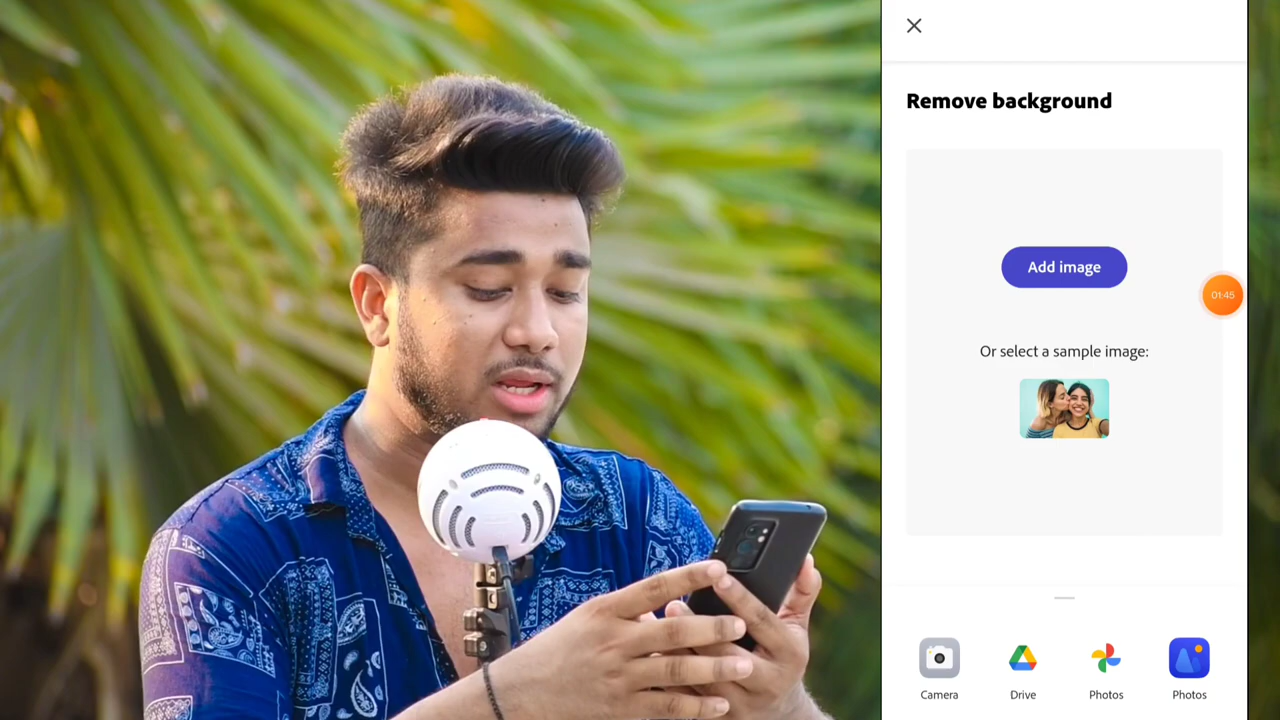 Remove background
Add image
01:45
Or select a sample image:
Camera
Drive
Photos
Photos